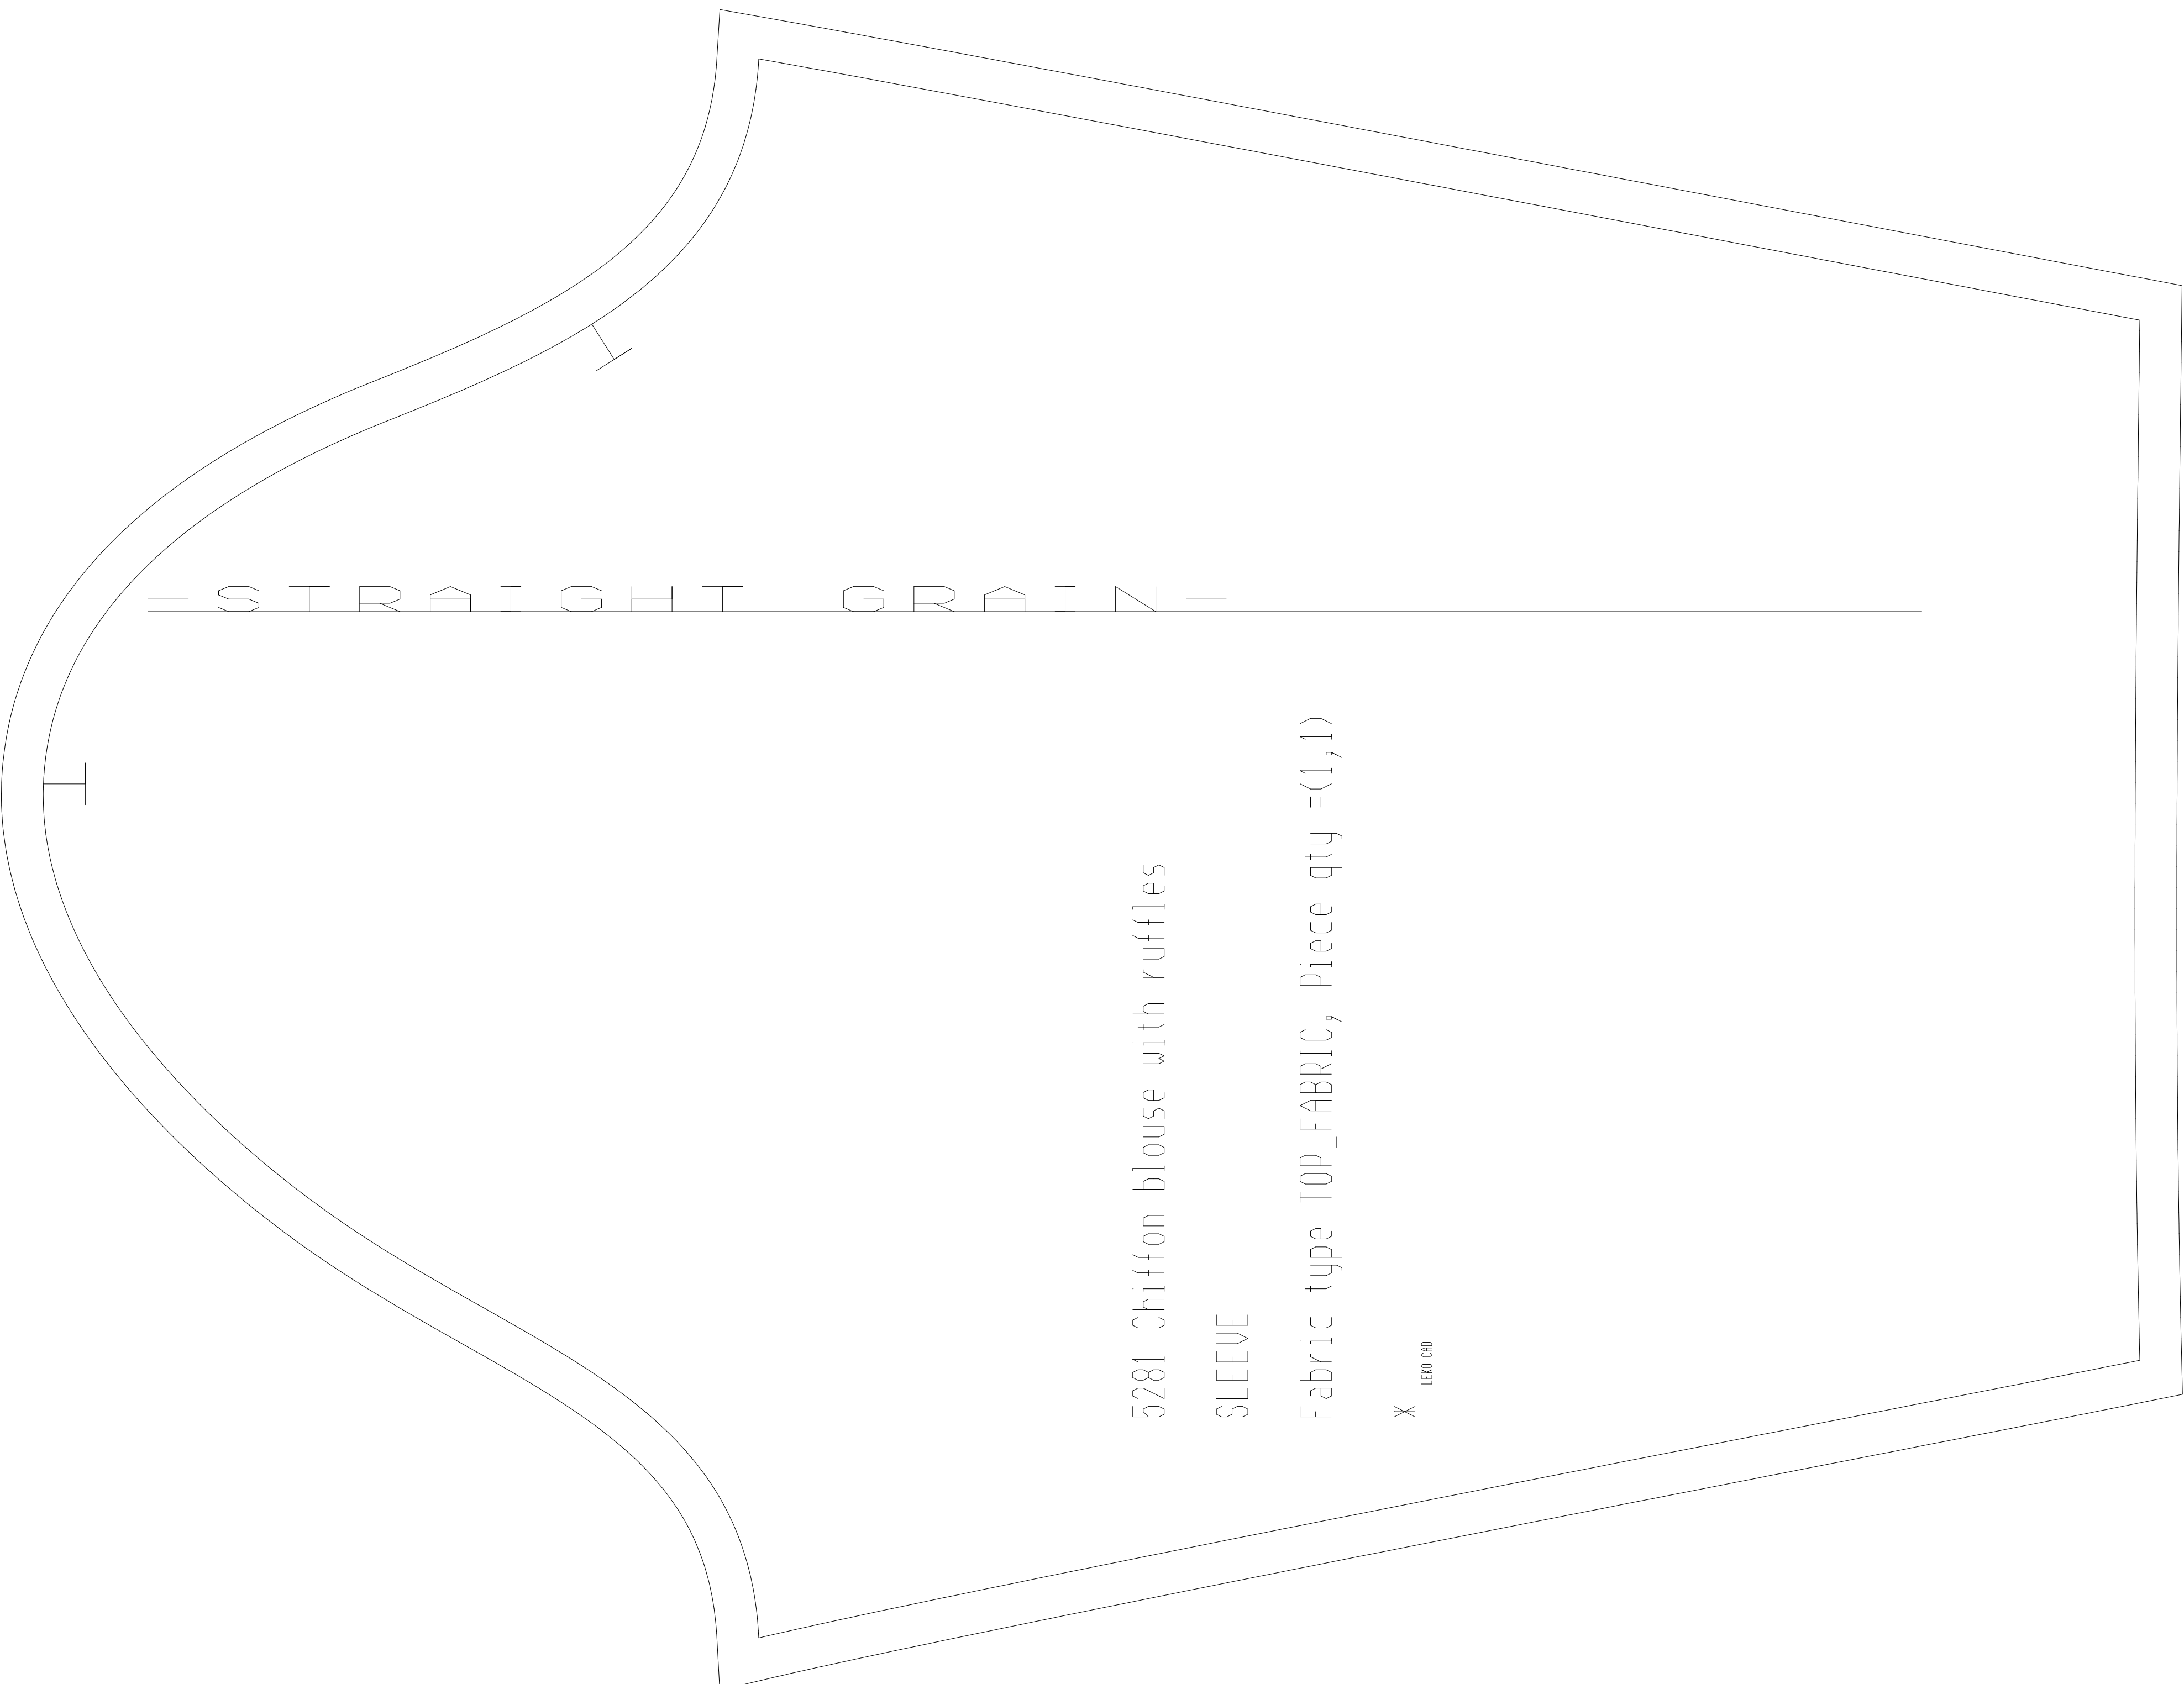 -STRAIGHT GRAIN-
5281 Chiffon blouse with ruffles
SLEEVE
Fabric type TOP_FABRIC, Piece qty =(1,1)
X LEKO CAD